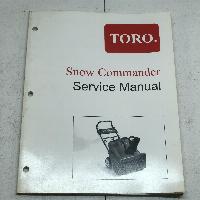 TORO.
Snow Commander
Service Manual